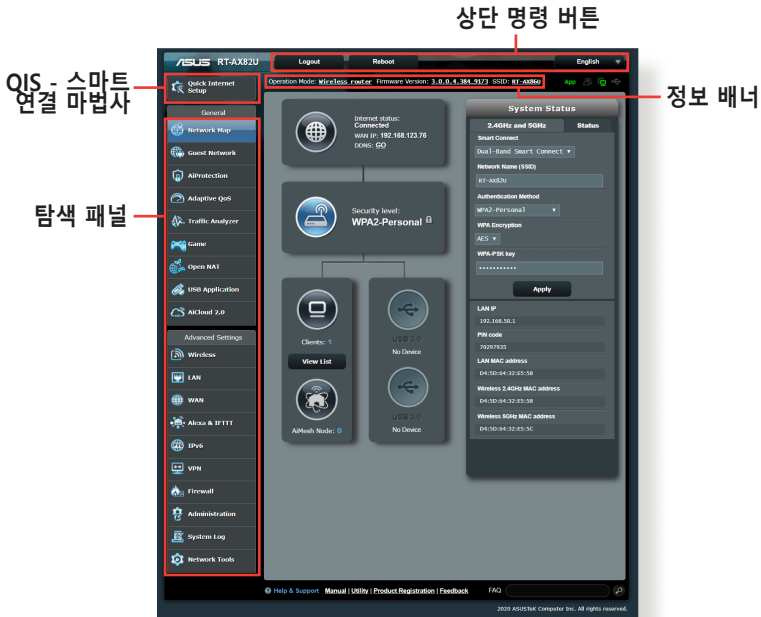 상단 명령 버튼
ASUS RT-AX82U
Logout
Reboot
English
QIS - 스마트
연결 마법사
Quick Internet
Setup
Operation Mode: Wireless router Firmware Version: 3.0.0.4.384_9173 SSID: RT-AX86U
App
정보 배너
탐색 패널
General
Network Map
Guest Network
AiProtection
Adaptive QoS
Traffic Analyzer
Game
Open NAT
USB Application
AiCloud 2.0
Advanced Settings
Wireless
LAN
WAN
Alexa & IFTTT
IPv6
VPN
Firewall
Administration
System Log
Network Tools
Internet status:
Connected
WAN IP: 192.168.123.76
DDNS: GO
Security level:
WPA2-Personal
Clients: 1
View List
AiMesh Node: 0
USB 3.0
No Device
USB 3.0
No Device
System Status
2.4GHz and 5GHz
Status
Smart Connect
Dual-Band Smart Connect
Network Name (SSID)
RT-AX82U
Authentication Method
WPA2-Personal
WPA Encryption
AES
WPA-PSK key
Apply
LAN IP
192.168.50.1
PIN code
70297935
LAN MAC address
D4:5D:64:32:E5:58
Wireless 2.4GHz MAC address
D4:5D:64:32:E5:58
Wireless 5GHz MAC address
D4:5D:64:32:E5:5C
Help & Support Manual | Utility | Product Registration | Feedback
FAQ
2020 ASUSTeK Computer Inc. All rights reserved.